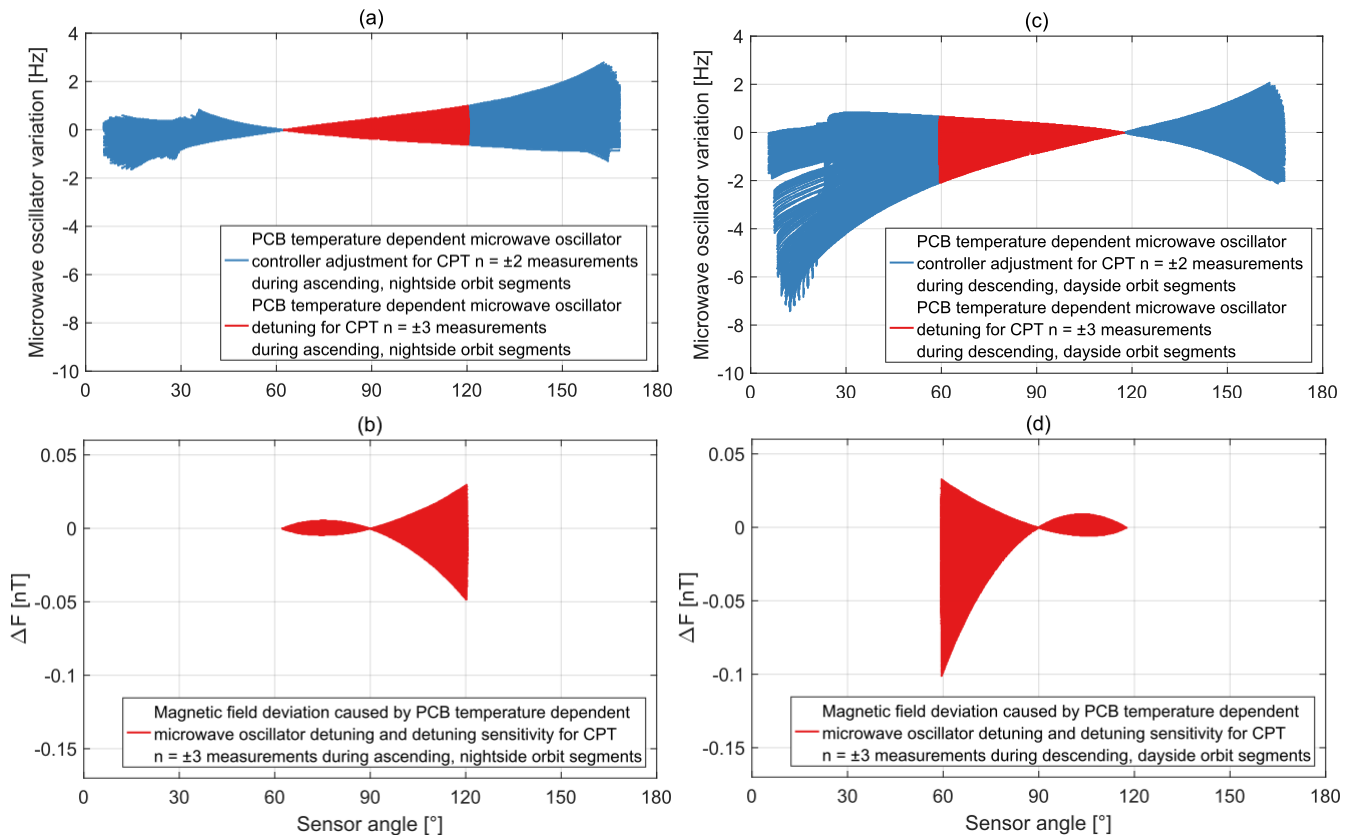 (a)
Microwave oscillator variation [Hz]
4
2
0
-2
-4
-6
-8
-10
0
30
60
90
120
150
180
PCB temperature dependent microwave oscillator
controller adjustment for CPT n = ±2 measurements
during ascending, nightside orbit segments
PCB temperature dependent microwave oscillator
detuning for CPT n = ±3 measurements
during ascending, nightside orbit segments
(c)
Microwave oscillator variation [Hz]
4
2
0
-2
-4
-6
-8
-10
0
30
60
90
120
150
180
PCB temperature dependent microwave oscillator
controller adjustment for CPT n = ±2 measurements
during descending, dayside orbit segments
PCB temperature dependent microwave oscillator
detuning for CPT n = ±3 measurements
during descending, dayside orbit segments
(b)
ΔF [nT]
0.05
0
-0.05
-0.1
-0.15
0
30
60
90
120
150
180
Sensor angle [°]
Magnetic field deviation caused by PCB temperature dependent
microwave oscillator detuning and detuning sensitivity for CPT
n = ±3 measurements during ascending, nightside orbit segments
(d)
ΔF [nT]
0.05
0
-0.05
-0.1
-0.15
0
30
60
90
120
150
180
Sensor angle [°]
Magnetic field deviation caused by PCB temperature dependent
microwave oscillator detuning and detuning sensitivity for CPT
n = ±3 measurements during descending, dayside orbit segments